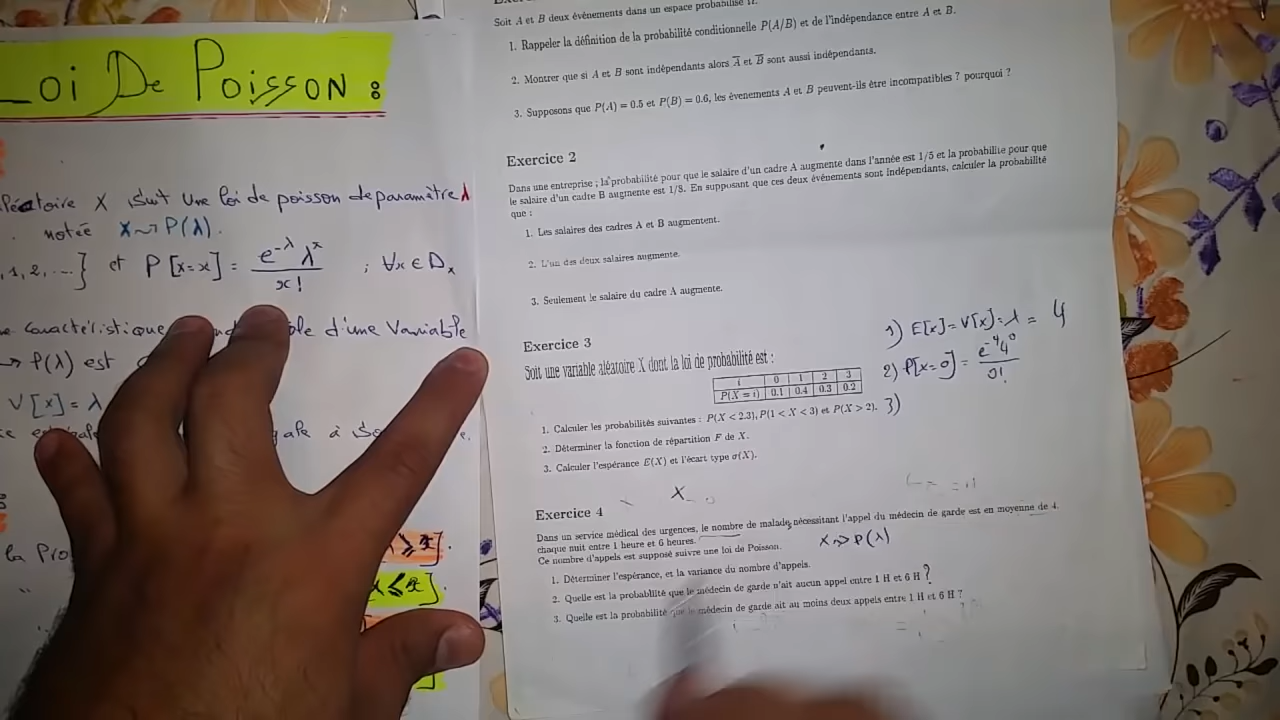 Loi De Poisson :
aléatoire X suit une loi de poisson de paramètre λ
notée X ⤳ P(λ).
, 1, 2, ...} et P[X=x] = e^-λ λ^x / x! ; ∀x ∈ D_x
caractéristique d'une Variable
P(λ) est
V[x] = λ
la Pro
≥ x].
≤ x].
Soit A et B deux évènements dans un espace probabilisé
1. Rappeler la définition de la probabilité conditionnelle P(A/B) et de l'indépendance entre A et B.
2. Montrer que si A et B sont indépendants alors A̅ et B̅ sont aussi indépendants.
3. Supposons que P(A) = 0.5 et P(B) = 0.6, les èvenements A et B peuvent-ils être incompatibles ? pourquoi ?
Exercice 2
Dans une entreprise ; la probabilité pour que le salaire d'un cadre A augmente dans l'année est 1/5 et la probabilite pour que
le salaire d'un cadre B augmente est 1/8. En supposant que ces deux évènements sont Indépendants, calculer la probabilité
que :
1. Les salaires des cadres A et B augmentent.
2. L'un des deux salaires augmente.
3. Seulement le salaire du cadre A augmente.
Exercice 3
Soit une variable aléatoire X dont la loi de probabilité est :
i 0 1 2 3
P(X = i) 0.1 0.4 0.3 0.2
1. Calculer les probabilités suivantes : P(X < 2.3), P(1 < X < 3) et P(X > 2).
2. Déterminer la fonction de répartition F de X.
3. Calculer l'espérance E(X) et l'écart type σ(X).
1) E[x] = V[x] = λ = 4
2) P[X=0] = e^-4 4^0 / 0!
3)
X
Exercice 4
Dans un service médical des urgences, le nombre de malades nécessitant l'appel du médecin de garde est en moyenne de 4.
chaque nuit entre 1 heure et 6 heures.
Ce nombre d'appels est supposé suivre une loi de Poisson.
X ⤳ P(λ)
1. Déterminer l'espérance, et la variance du nombre d'appels.
2. Quelle est la probabilité que le médecin de garde n'ait aucun appel entre 1 H et 6 H ?
3. Quelle est la probabilité que le médecin de garde ait au moins deux appels entre 1 H et 6 H ?